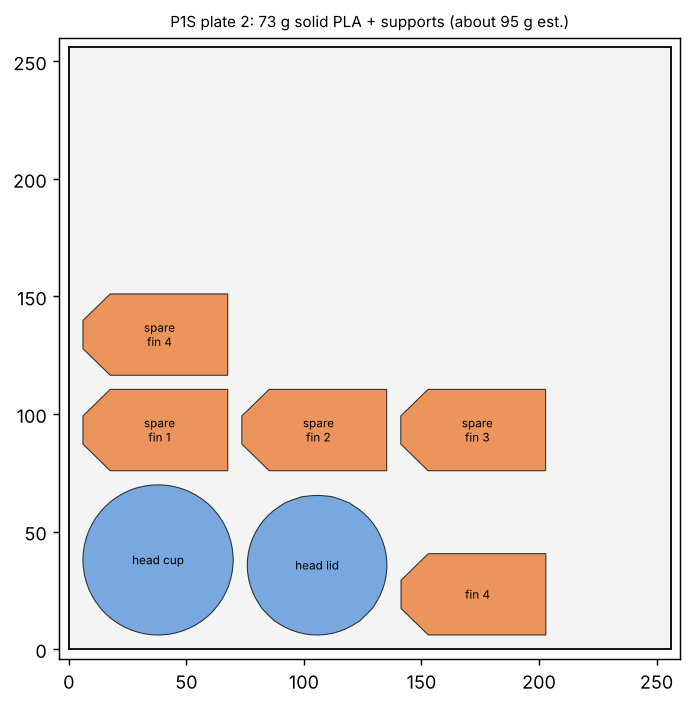 P1S plate 2: 73 g solid PLA + supports (about 95 g est.)
250
200
150
spare
fin 4
100
spare
fin 1
spare
fin 2
spare
fin 3
50
head cup
head lid
fin 4
0
0
50
100
150
200
250